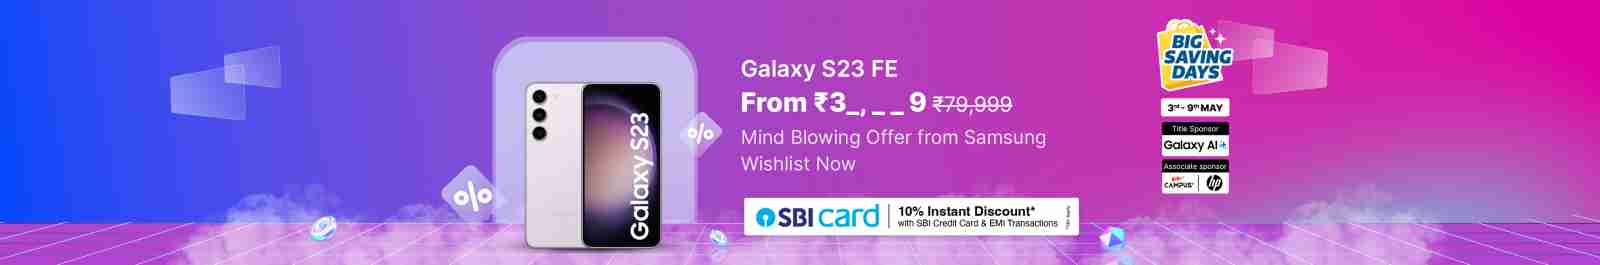 Galaxy S23 FE
From ₹3_,_ _ 9 ₹79,999
Mind Blowing Offer from Samsung
Wishlist Now
SBI card
10% Instant Discount*
with SBI Credit Card & EMI Transactions
Galaxy S23
%
%
BIG
SAVING
DAYS
3rd - 9th MAY
Title Sponsor
Galaxy AI
Associate sponsor
CAMPUS
hp